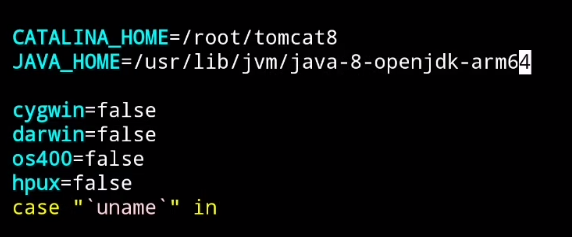 CATALINA_HOME=/root/tomcat8
JAVA_HOME=/usr/lib/jvm/java-8-openjdk-arm64
cygwin=false
darwin=false
os400=false
hpux=false
case "`uname`" in